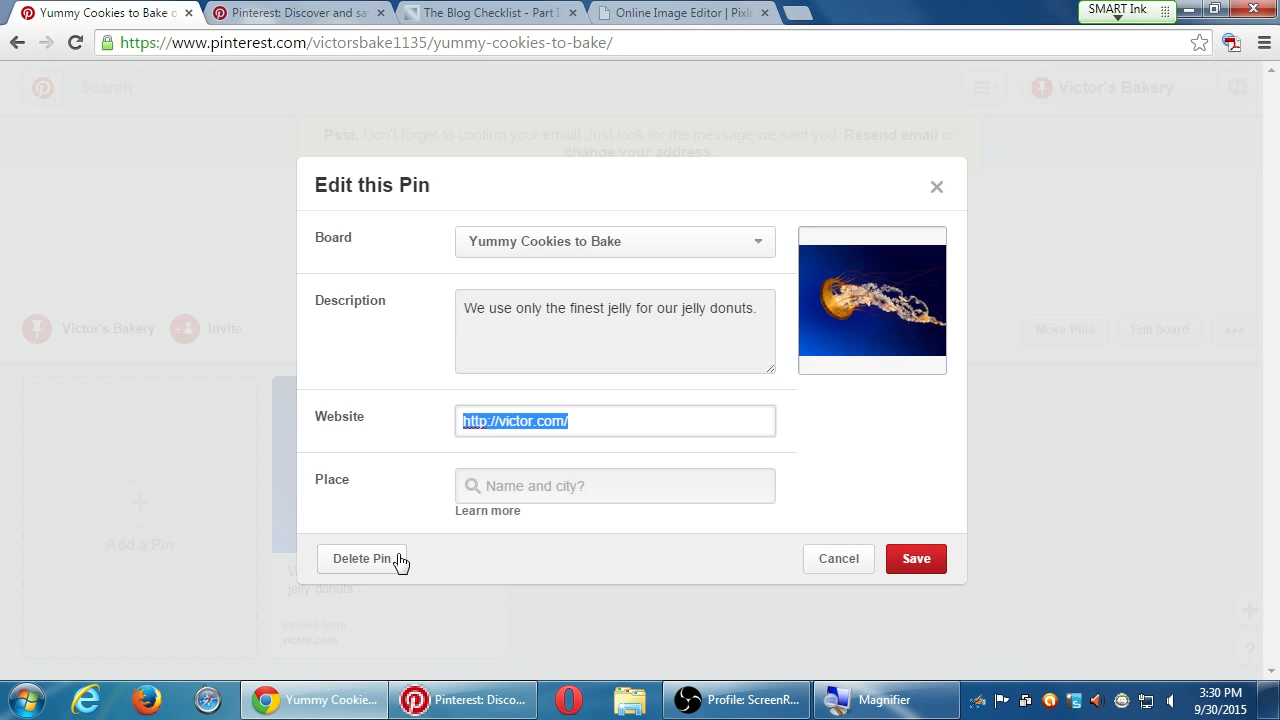 Yummy Cookies to Bake o
Pinterest: Discover and sa
The Blog Checklist - Part
Online Image Editor | Pixlr
SMART Ink
https://www.pinterest.com/victorsbake1135/yummy-cookies-to-bake/
Search
Victor's Bakery
Psst. Don't forget to confirm your email! Just look for the message we sent you. Resend email or
change your address.
Edit this Pin
Board
Yummy Cookies to Bake
Description
We use only the finest jelly for our jelly donuts.
Website
http://victor.com/
Place
Name and city?
Learn more
Delete Pin
Cancel
Save
Victor's Bakery
Invite
Move Pins
Edit board
Add a Pin
W
jelly donuts
Pinned from
victor.com
?
Yummy Cookie...
Pinterest: Disco...
Profile: ScreenR...
Magnifier
3:30 PM
9/30/2015